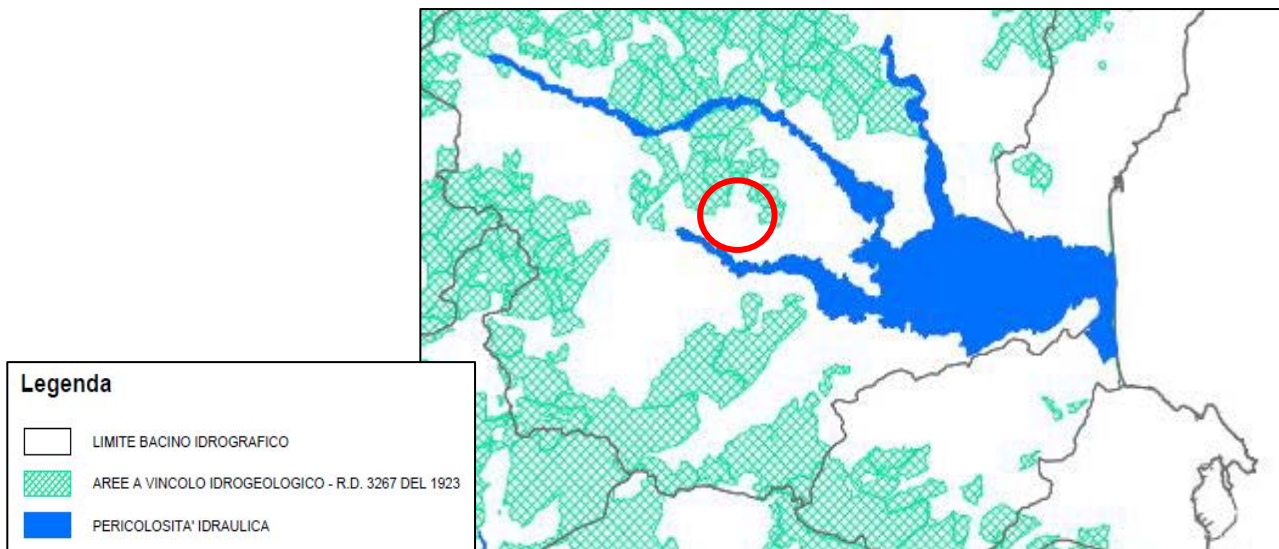 Legenda
LIMITE BACINO IDROGRAFICO
AREE A VINCOLO IDROGEOLOGICO - R.D. 3267 DEL 1923
PERICOLOSITA' IDRAULICA